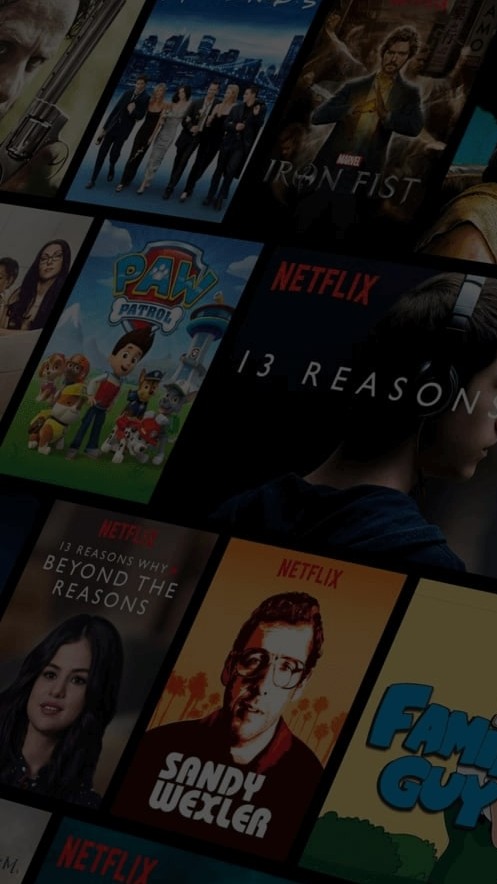 MARVEL
IRON FIST
PAW
PATROL
NETFLIX
13 REASONS
NETFLIX
13 REASONS WHY
BEYOND THE
REASONS
NETFLIX
SANDY
WEXLER
FAMILY
GUY
NETFLIX